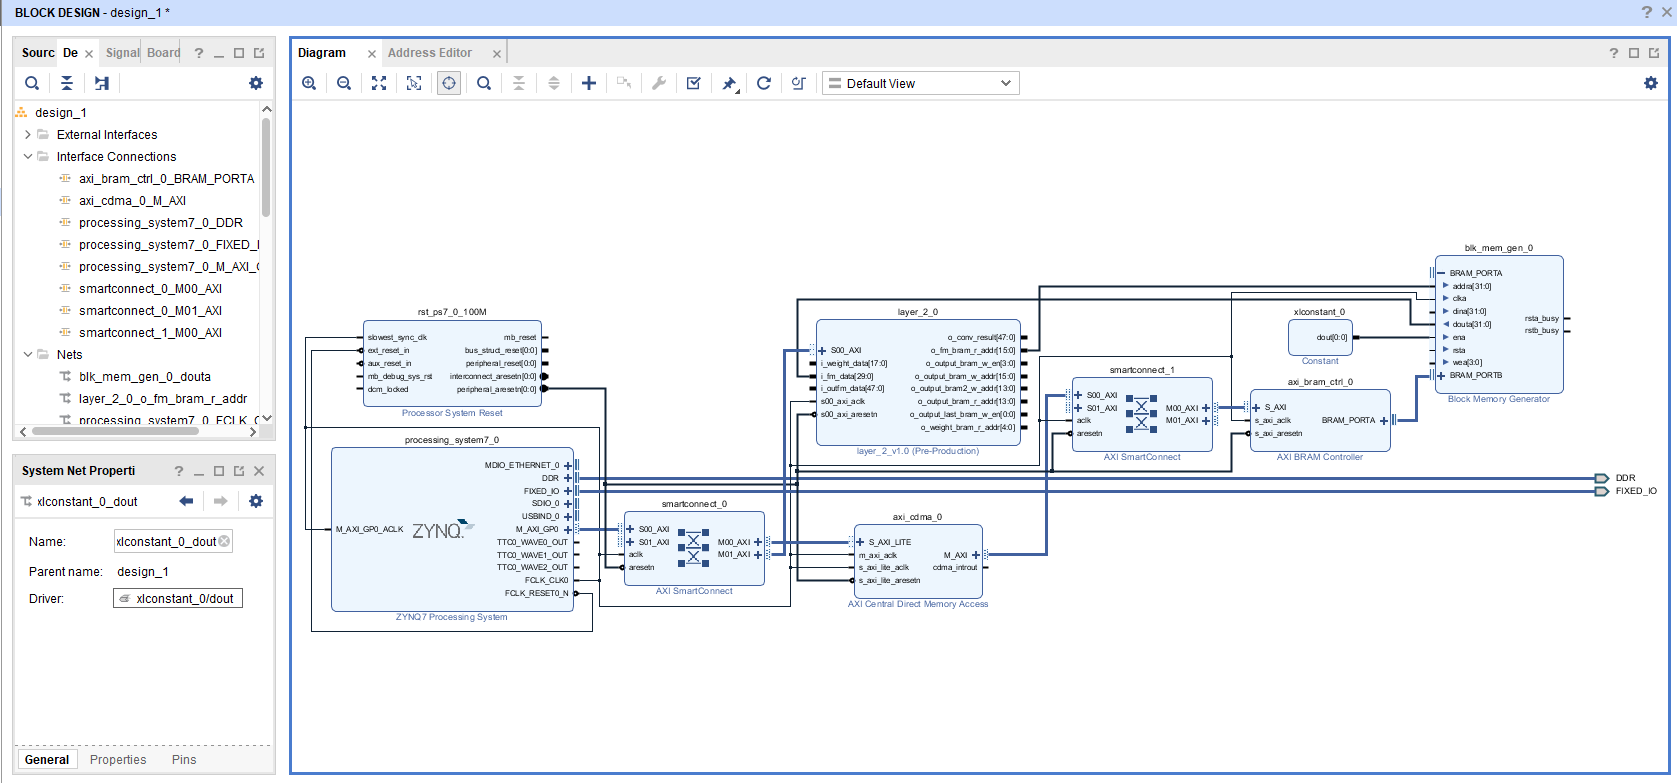 BLOCK DESIGN - design_1 *
Sourc De Signal Board
design_1
External Interfaces
Interface Connections
axi_bram_ctrl_0_BRAM_PORTA
axi_cdma_0_M_AXI
processing_system7_0_DDR
processing_system7_0_FIXED_I
processing_system7_0_M_AXI_G
smartconnect_0_M00_AXI
smartconnect_0_M01_AXI
smartconnect_1_M00_AXI
Nets
blk_mem_gen_0_douta
layer_2_0_o_fm_bram_r_addr
processing_system7_0_FCLK_C
System Net Properti
xlconstant_0_dout
Name: xlconstant_0_dout
Parent name: design_1
Driver: xlconstant_0/dout
General Properties Pins
Diagram Address Editor
Default View
rst_ps7_0_100M
slowest_sync_clk
ext_reset_in
aux_reset_in
mb_debug_sys_rst
dcm_locked
mb_reset
bus_struct_reset[0:0]
peripheral_reset[0:0]
interconnect_aresetn[0:0]
peripheral_aresetn[0:0]
Processor System Reset
processing_system7_0
M_AXI_GP0_ACLK
ZYNQ
MDIO_ETHERNET_0
DDR
FIXED_IO
SDIO_0
USBIND_0
M_AXI_GP0
TTC0_WAVE0_OUT
TTC0_WAVE1_OUT
TTC0_WAVE2_OUT
FCLK_CLK0
FCLK_RESET0_N
ZYNQ7 Processing System
smartconnect_0
S00_AXI
S01_AXI
aclk
aresetn
M00_AXI
M01_AXI
AXI SmartConnect
layer_2_0
S00_AXI
i_weight_data[17:0]
i_fm_data[29:0]
i_outfm_data[47:0]
s00_axi_aclk
s00_axi_aresetn
o_conv_result[47:0]
o_fm_bram_r_addr[15:0]
o_output_bram_w_en[3:0]
o_output_bram_w_addr[15:0]
o_output_bram2_w_addr[13:0]
o_output_bram_r_addr[13:0]
o_output_last_bram_w_en[0:0]
o_weight_bram_r_addr[4:0]
layer_2_v1.0 (Pre-Production)
axi_cdma_0
S_AXI_LITE
m_axi_aclk
s_axi_lite_aclk
s_axi_lite_aresetn
M_AXI
cdma_introut
AXI Central Direct Memory Access
smartconnect_1
S00_AXI
S01_AXI
aclk
aresetn
M00_AXI
M01_AXI
AXI SmartConnect
xlconstant_0
dout[0:0]
Constant
axi_bram_ctrl_0
S_AXI
s_axi_aclk
s_axi_aresetn
BRAM_PORTA
AXI BRAM Controller
blk_mem_gen_0
BRAM_PORTA
addra[31:0]
clka
dina[31:0]
douta[31:0]
ena
rsta
wea[3:0]
BRAM_PORTB
rsta_busy
rstb_busy
Block Memory Generator
DDR
FIXED_IO